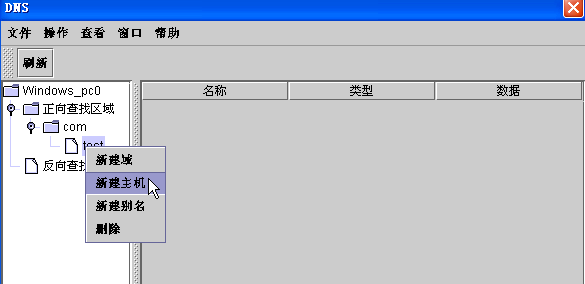 DNS
文件 操作 查看 窗口 帮助
刷新
Windows_pc0
名称 类型 数据
正向查找区域
com
test
反向查找
新建域
新建主机
新建别名
删除